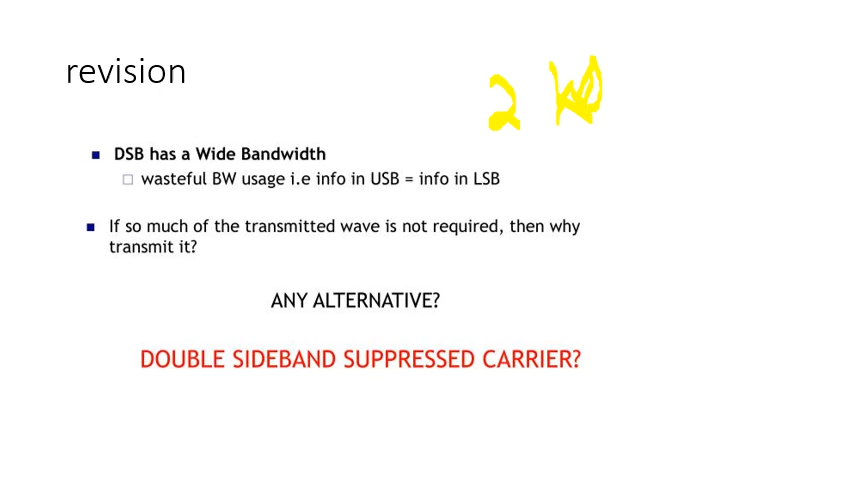 revision
2
DSB has a Wide Bandwidth
wasteful BW usage i.e info in USB = info in LSB
If so much of the transmitted wave is not required, then why
transmit it?
ANY ALTERNATIVE?
DOUBLE SIDEBAND SUPPRESSED CARRIER?